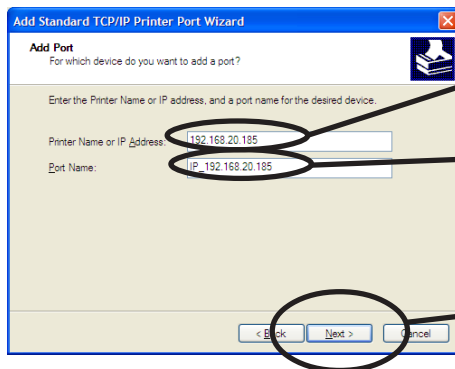 Add Standard TCP/IP Printer Port Wizard
Add Port
For which device do you want to add a port?
Enter the Printer Name or IP address, and a port name for the desired device.
Printer Name or IP Address: 192.168.20.185
Port Name: IP_192.168.20.185
< Back Next > Cancel